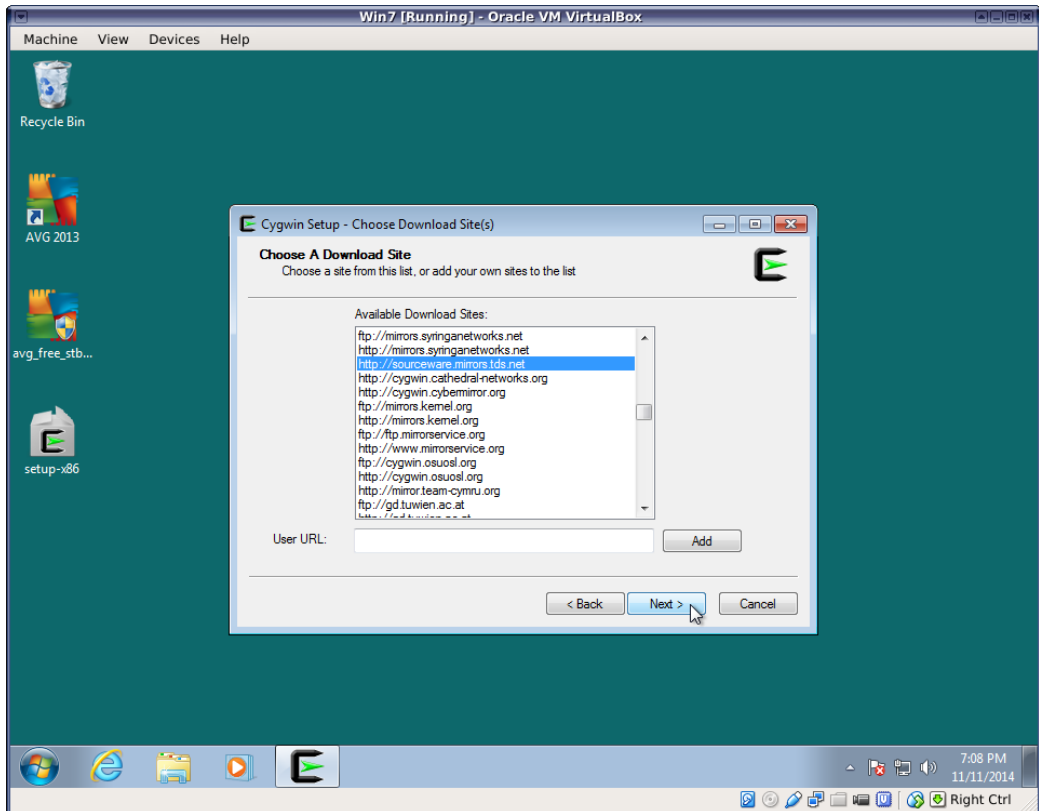 Win7 [Running] - Oracle VM VirtualBox
Machine View Devices Help
Recycle Bin
AVG 2013
avg_free_stb...
setup-x86
Cygwin Setup - Choose Download Site(s)
Choose A Download Site
Choose a site from this list, or add your own sites to the list
Available Download Sites:
ftp://mirrors.syringanetworks.net
http://mirrors.syringanetworks.net
http://sourceware.mirrors.tds.net
http://cygwin.cathedral-networks.org
http://cygwin.cybermirror.org
ftp://mirrors.kernel.org
http://mirrors.kernel.org
ftp://ftp.mirrorservice.org
http://www.mirrorservice.org
ftp://cygwin.osuosl.org
http://cygwin.osuosl.org
http://mirror.team-cymru.org
ftp://gd.tuwien.ac.at
User URL:
Add
< Back Next > Cancel
7:08 PM
11/11/2014
Right Ctrl